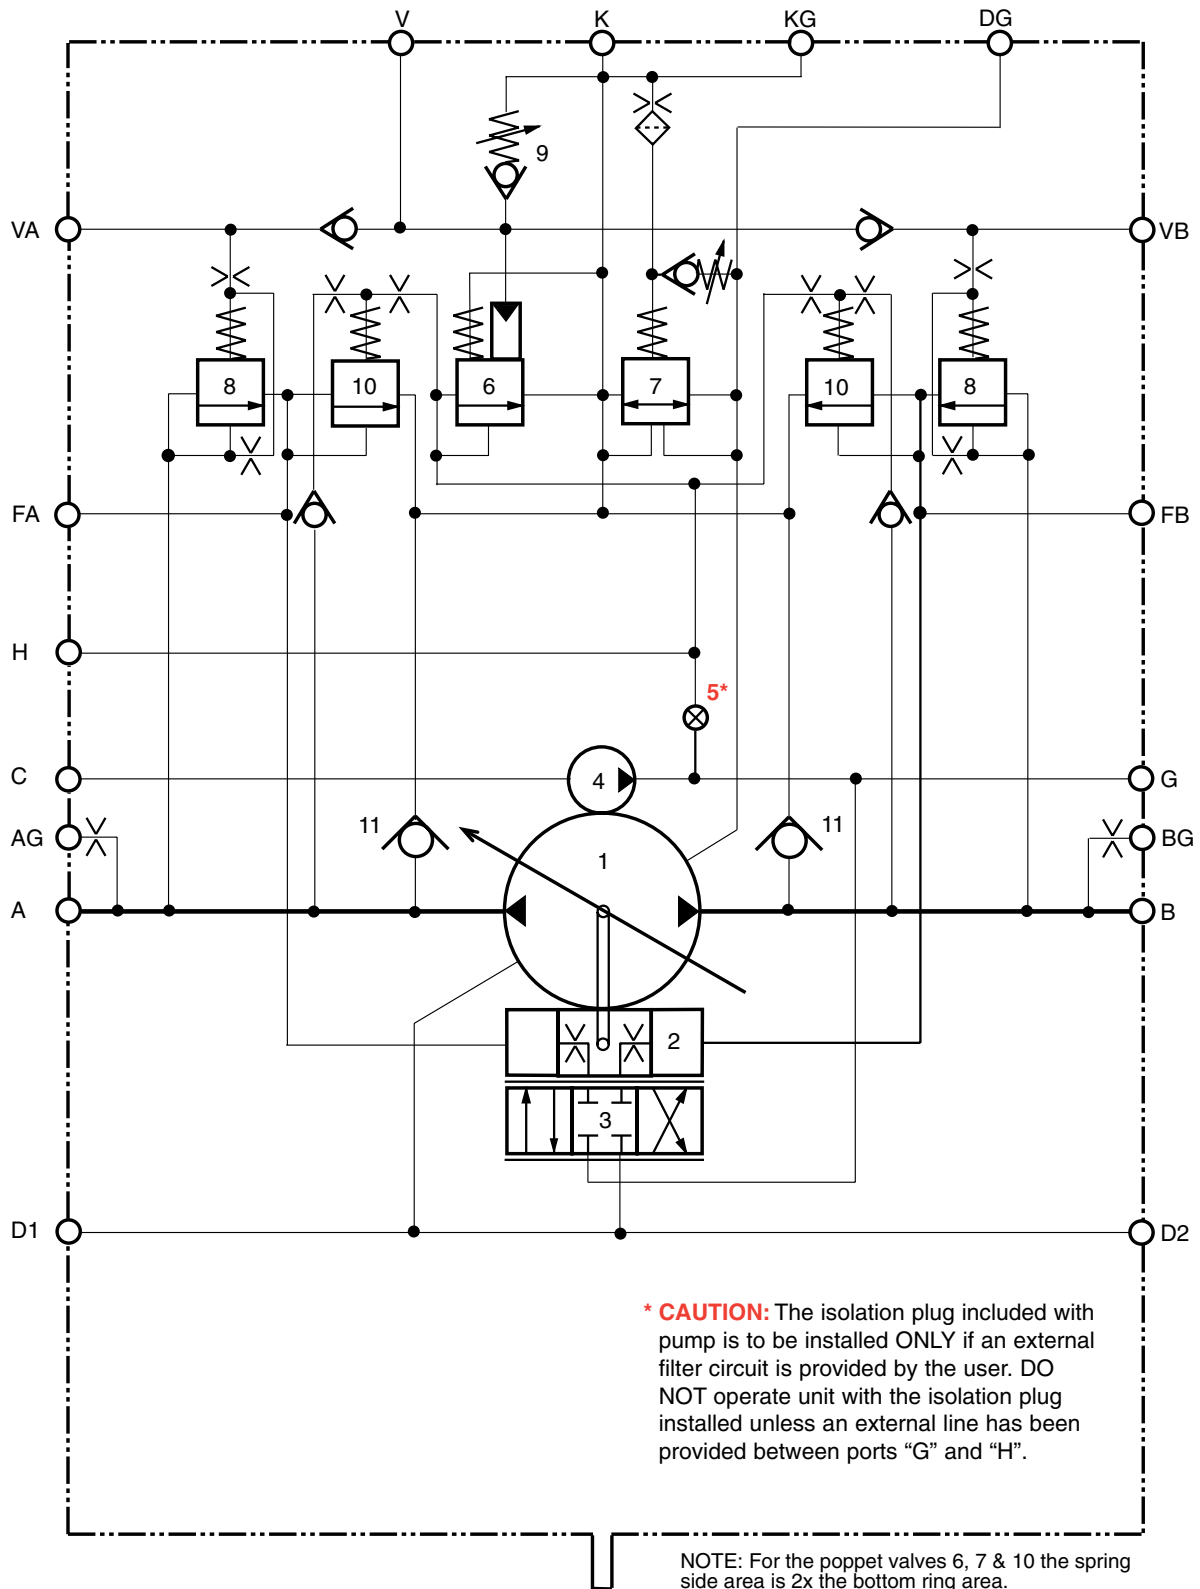 V K KG DG
9
VA VB
8 10 6 7 10 8
FA FB
H
5*
C 4 G
AG 11 1 11 BG
A B
2
3
D1 D2
* CAUTION: The isolation plug included with
pump is to be installed ONLY if an external
filter circuit is provided by the user. DO
NOT operate unit with the isolation plug
installed unless an external line has been
provided between ports “G” and “H”.
NOTE: For the poppet valves 6, 7 & 10 the spring
side area is 2x the bottom ring area.